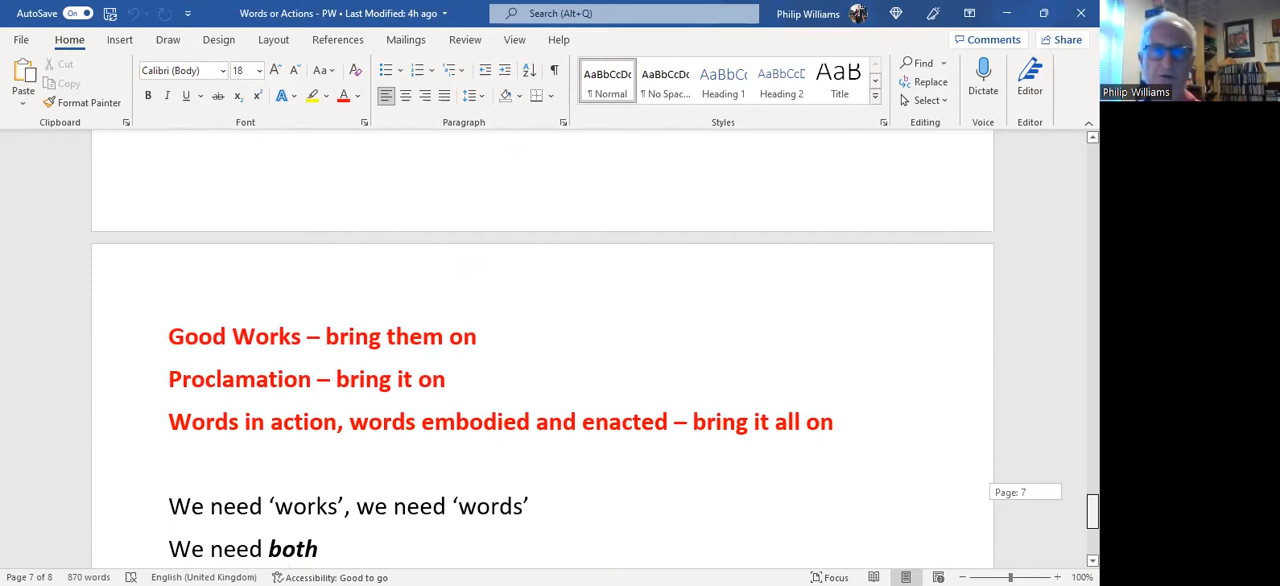 AutoSave On Words or Actions - PW • Last Modified: 4h ago Search (Alt+Q) Philip Williams
File Home Insert Draw Design Layout References Mailings Review View Help Comments Share
Paste Cut Copy Format Painter
Calibri (Body) 18 Aa
AaBbCcDc AaBbCcDc AaBbCc AaBbCcD AaB
¶ Normal ¶ No Spac... Heading 1 Heading 2 Title
Find Replace Select
Dictate Editor
Clipboard Font Paragraph Styles Editing Voice Editor
Philip Williams
Good Works – bring them on
Proclamation – bring it on
Words in action, words embodied and enacted – bring it all on
We need ‘works’, we need ‘words’
We need both
Page: 7
Page 7 of 8 870 words English (United Kingdom) Accessibility: Good to go Focus 100%